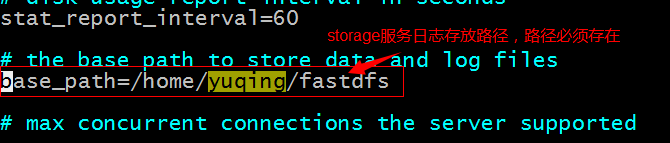 # disk usage report interval in seconds
stat_report_interval=60
storage服务日志存放路径，路径必须存在
# the base path to store data and log files
base_path=/home/yuqing/fastdfs
# max concurrent connections the server supported